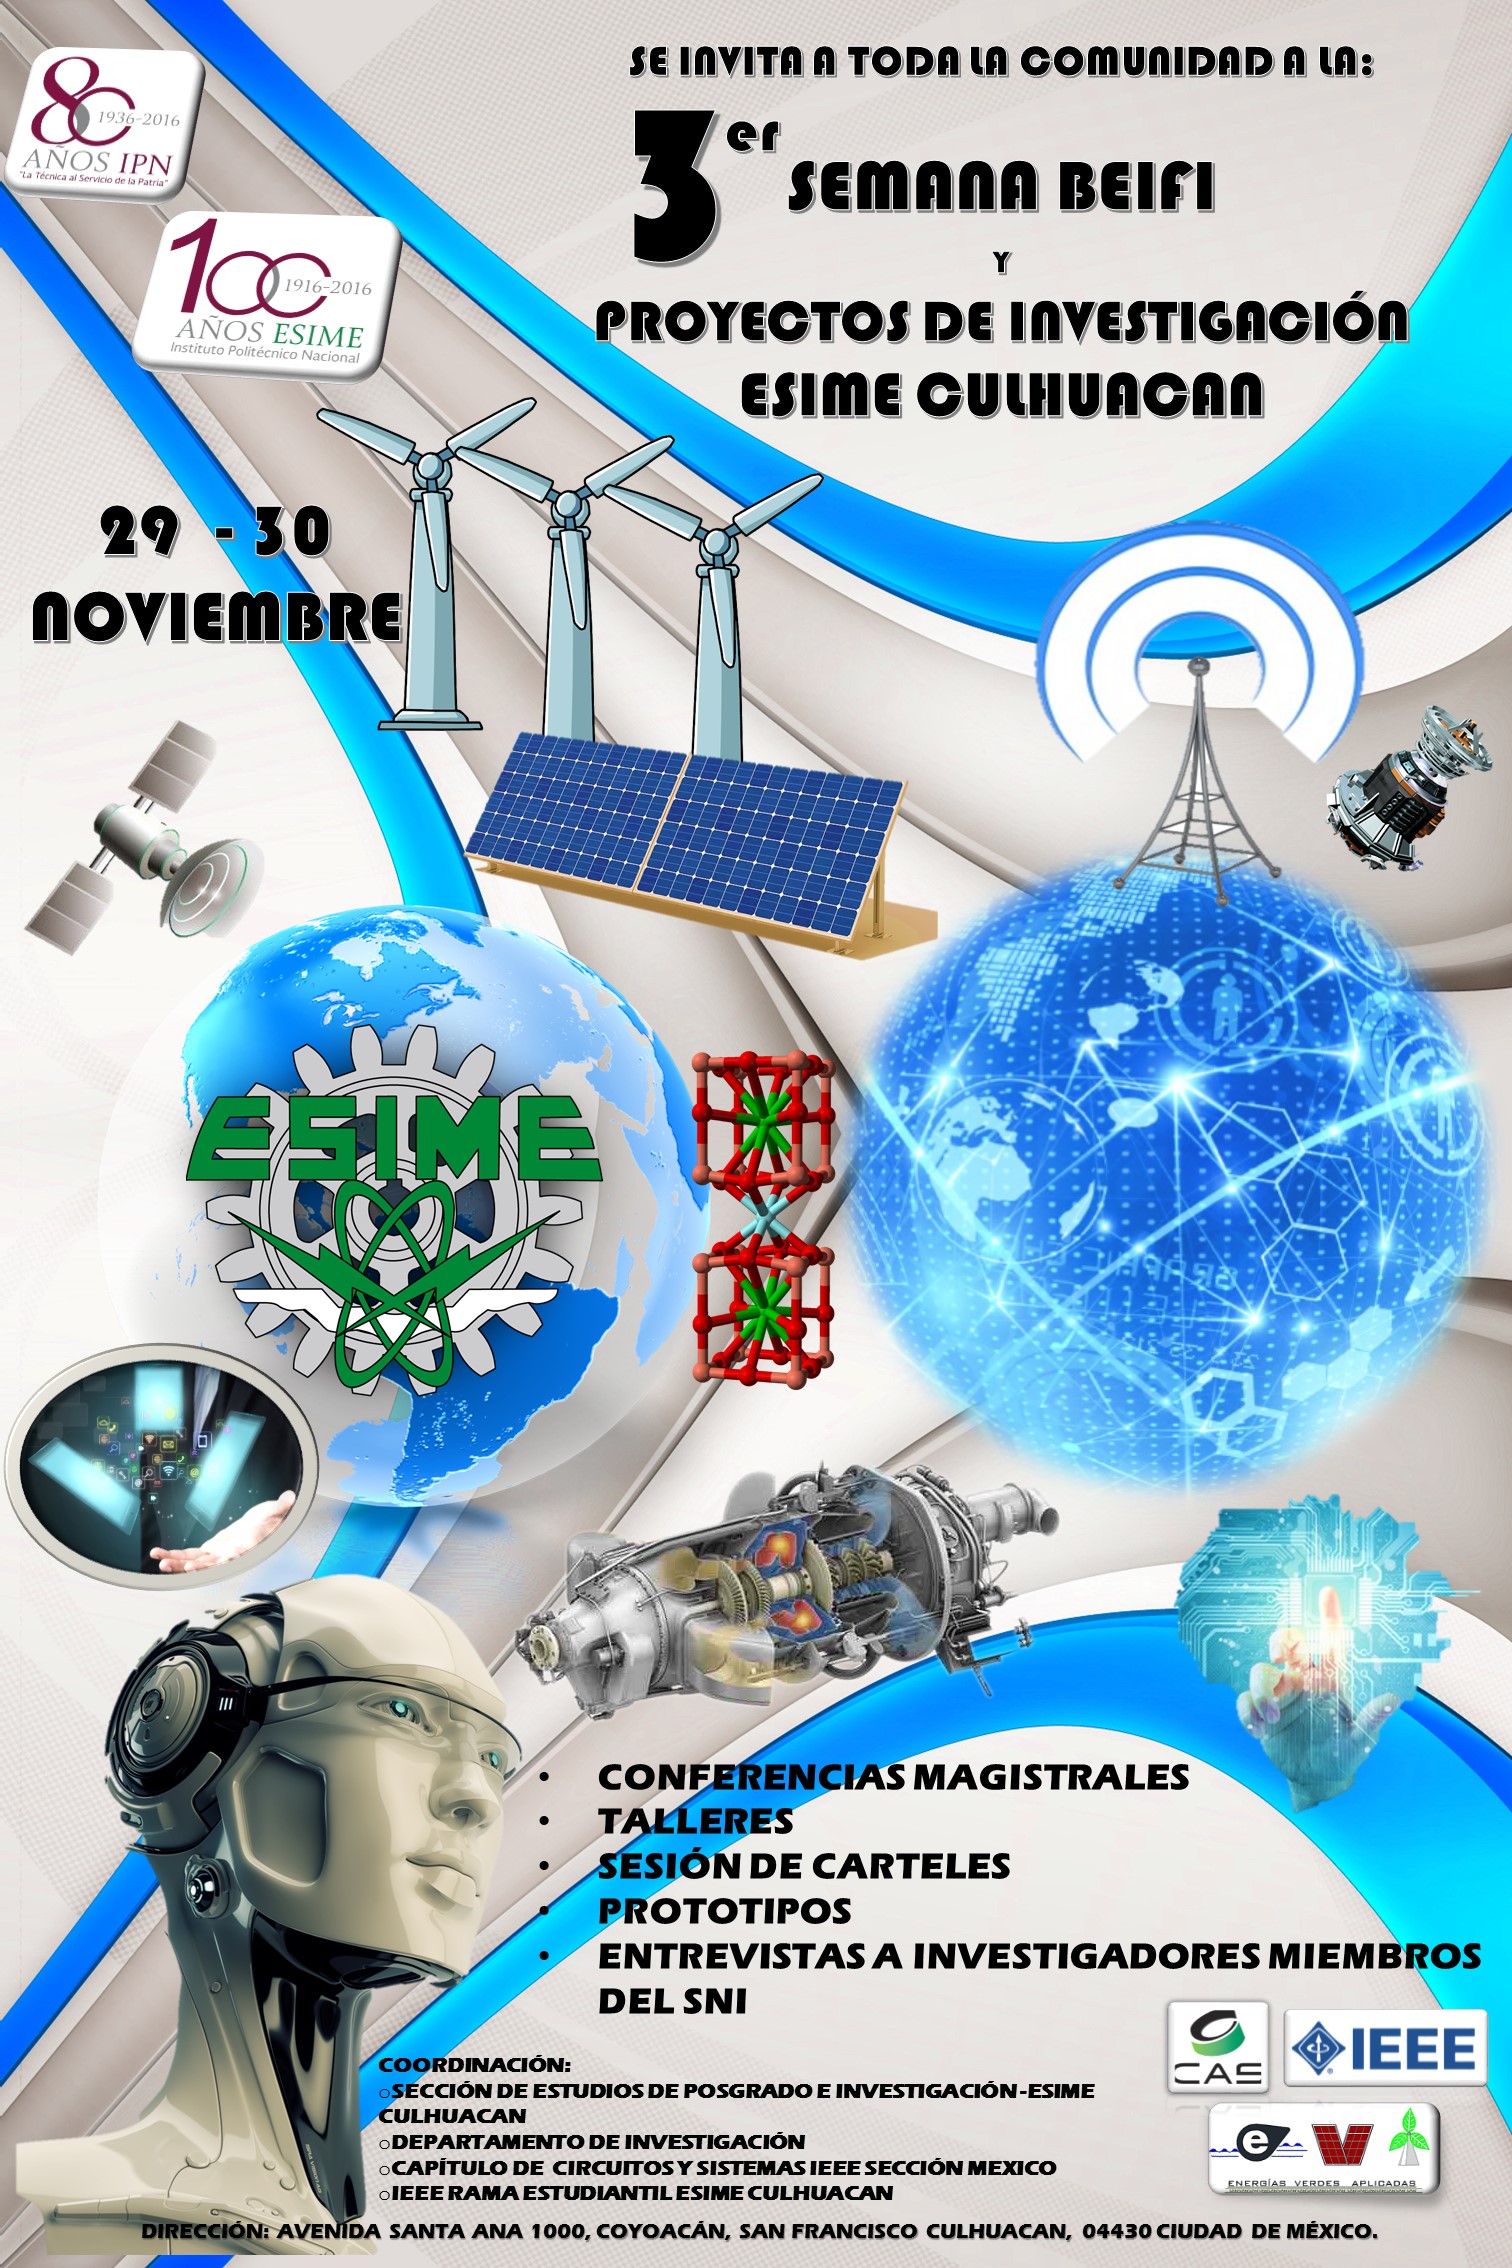 80 1936-2016
AÑOS IPN
"La Técnica al Servicio de la Patria"
100 1916-2016
AÑOS ESIME
Instituto Politécnico Nacional
SE INVITA A TODA LA COMUNIDAD A LA:
3er SEMANA BEIFI
Y
PROYECTOS DE INVESTIGACIÓN
ESIME CULHUACAN
29 - 30
NOVIEMBRE
ESIME
• CONFERENCIAS MAGISTRALES
• TALLERES
• SESIÓN DE CARTELES
• PROTOTIPOS
• ENTREVISTAS A INVESTIGADORES MIEMBROS
DEL SNI
CAS
IEEE
e V
ENERGÍAS VERDES APLICADAS
COORDINACIÓN:
oSECCIÓN DE ESTUDIOS DE POSGRADO E INVESTIGACIÓN -ESIME
CULHUACAN
oDEPARTAMENTO DE INVESTIGACIÓN
oCAPÍTULO DE CIRCUITOS Y SISTEMAS IEEE SECCIÓN MEXICO
oIEEE RAMA ESTUDIANTIL ESIME CULHUACAN
DIRECCIÓN: AVENIDA SANTA ANA 1000, COYOACÁN, SAN FRANCISCO CULHUACAN, 04430 CIUDAD DE MÉXICO.